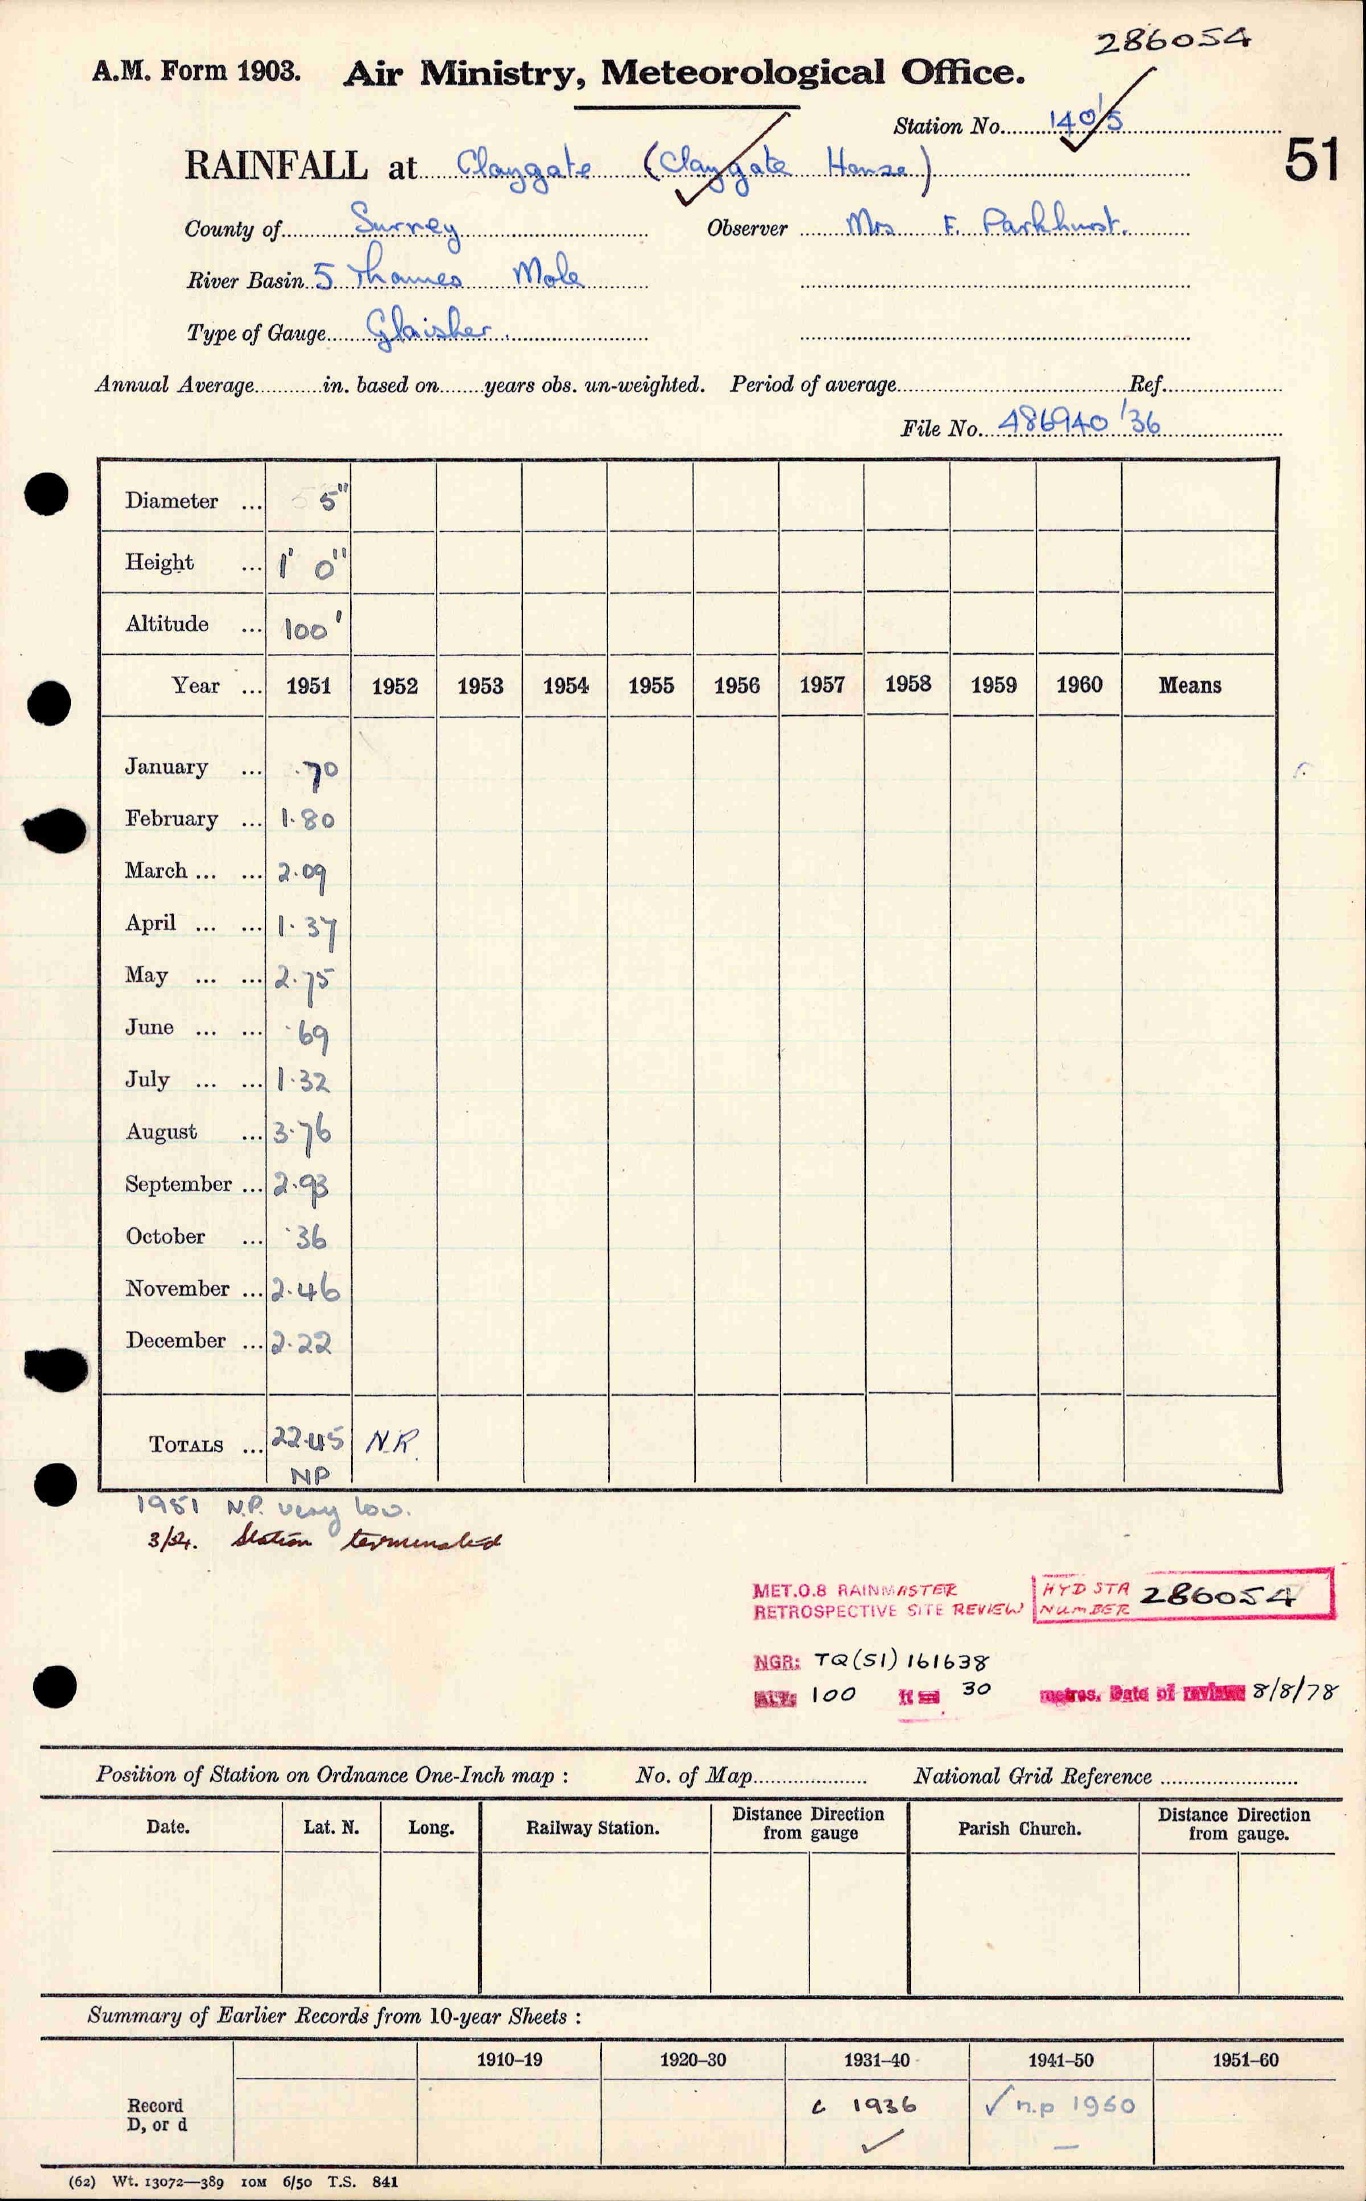 286054
A.M. Form 1903. Air Ministry, Meteorological Office.
Station No. 140/5
51
RAINFALL at Claygate (Claygate House)
County of Surrey Observer Mrs F. Parkhurst.
River Basin 5 Thames Mole
Type of Gauge Glaisher.
Annual Average in. based on years obs. un-weighted. Period of average Ref.
File No. 486940/36
Diameter ... 5"
Height ... 1' 0"
Altitude ... 100'
Year ... 1951 1952 1953 1954 1955 1956 1957 1958 1959 1960 Means
January ... .70
February ... 1.80
March ... ... 2.09
April ... ... 1.37
May ... ... 2.75
June ... ... .69
July ... ... 1.32
August ... 3.76
September ... 2.93
October ... .36
November ... 2.46
December ... 2.22
TOTALS ... 22.45 N.R.
NP
1951 N.P. very low.
3/54. Station terminated
MET.O.8 RAINMASTER HYD STA 286054
RETROSPECTIVE SITE REVIEW NUMBER
NGR: TQ(51) 161638
ALT: 100 ft = 30 metres. Date of review 8/8/78
Position of Station on Ordnance One-Inch map : No. of Map National Grid Reference
Date. Lat. N. Long. Railway Station. Distance Direction from gauge Parish Church. Distance Direction from gauge.
Summary of Earlier Records from 10-year Sheets :
1910–19 1920–30 1931–40 1941–50 1951–60
Record D, or d c 1936 ✓ n.p 1950
✓ —
(62) Wt. 13072—389 10M 6/50 T.S. 841